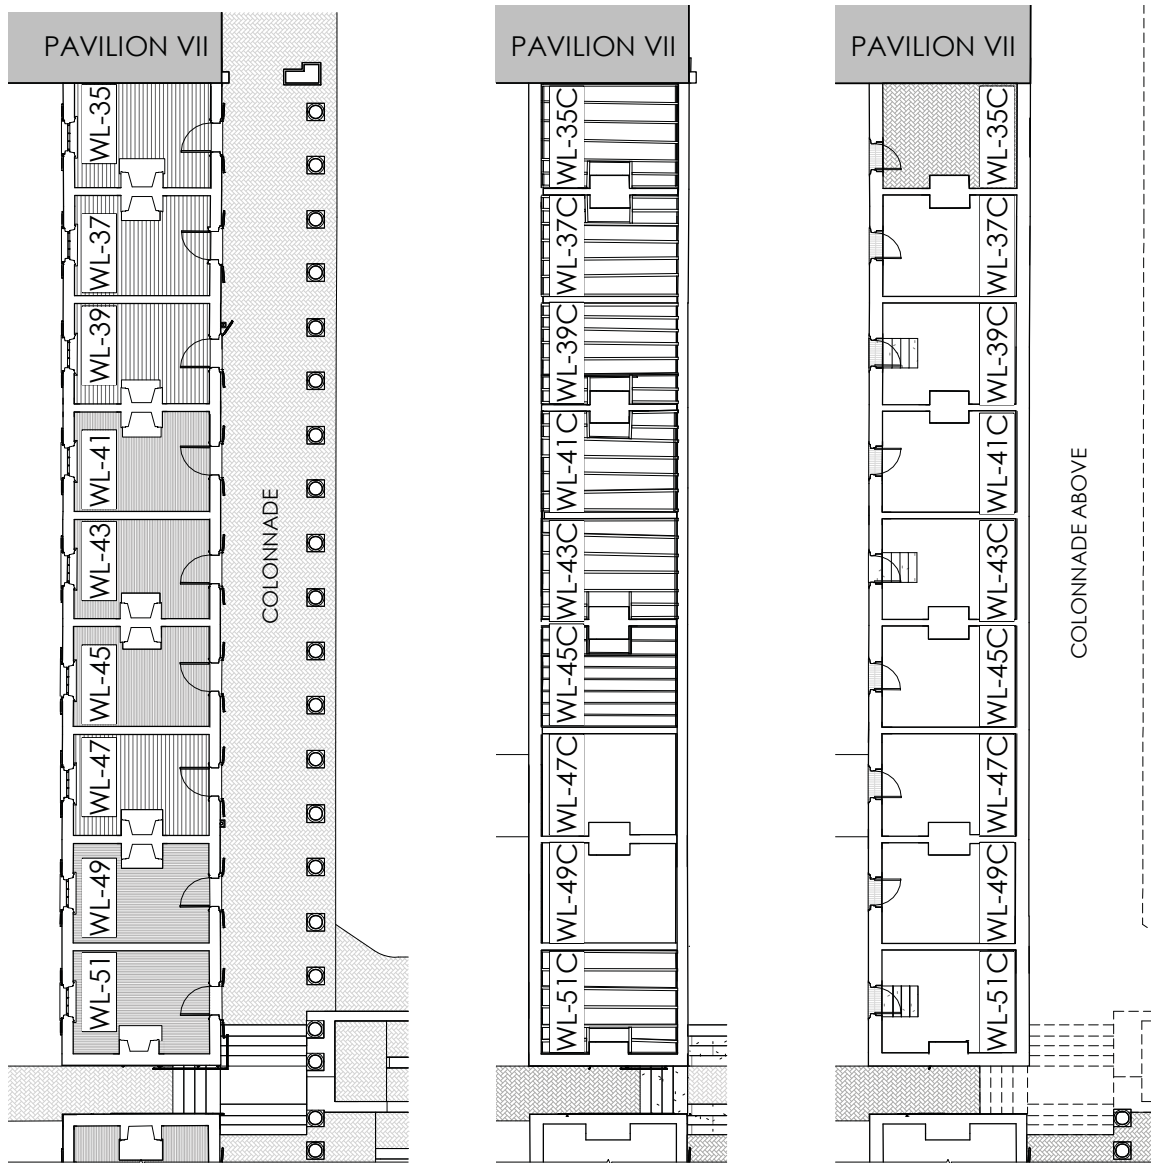 PAVILION VII
WL-35
WL-37
WL-39
WL-41
WL-43
WL-45
WL-47
WL-49
WL-51
COLONNADE
PAVILION VII
WL-35C
WL-37C
WL-39C
WL-41C
WL-43C
WL-45C
WL-47C
WL-49C
WL-51C
PAVILION VII
WL-35C
WL-37C
WL-39C
WL-41C
WL-43C
WL-45C
WL-47C
WL-49C
WL-51C
COLONNADE ABOVE